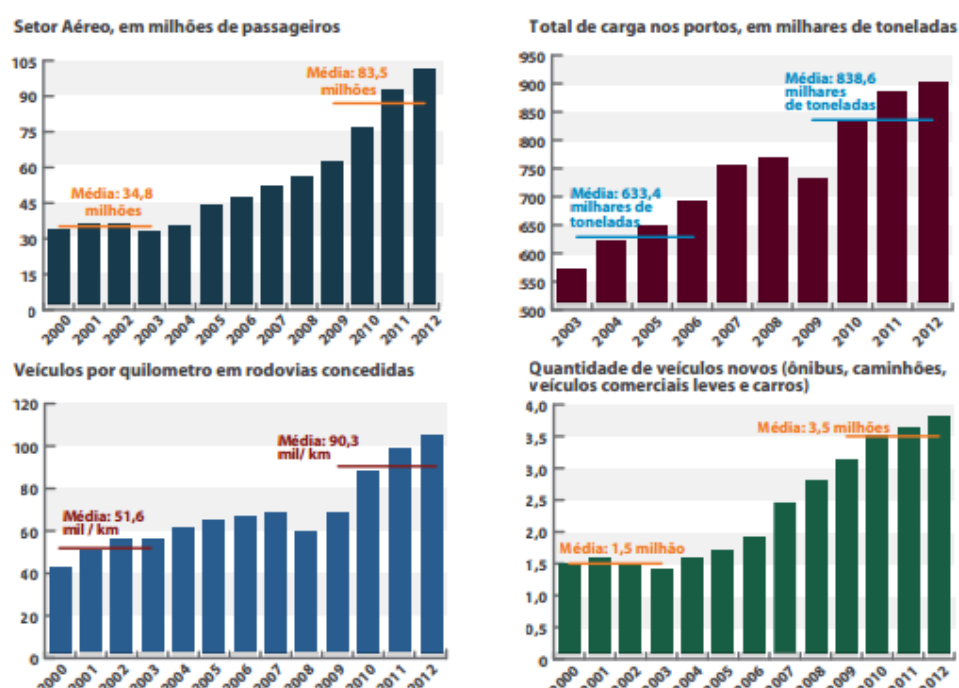 Setor Aéreo, em milhões de passageiros
105
90
75
60
45
30
15
0
Média: 34,8
milhões
Média: 83,5
milhões
2000 2001 2002 2003 2004 2005 2006 2007 2008 2009 2010 2011 2012
Total de carga nos portos, em milhares de toneladas
950
900
850
800
750
700
650
600
550
500
Média: 633,4
milhares de
toneladas
Média: 838,6
milhares
de toneladas
2003 2004 2005 2006 2007 2008 2009 2010 2011 2012
Veículos por quilometro em rodovias concedidas
120
100
80
60
40
20
0
Média: 51,6
mil / km
Média: 90,3
mil/ km
2000 2001 2002 2003 2004 2005 2006 2007 2008 2009 2010 2011 2012
Quantidade de veículos novos (ônibus, caminhões,
veículos comerciais leves e carros)
4,0
3,5
3,0
2,5
2,0
1,5
1,0
0,5
0
Média: 1,5 milhão
Média: 3,5 milhões
2000 2001 2002 2003 2004 2005 2006 2007 2008 2009 2010 2011 2012